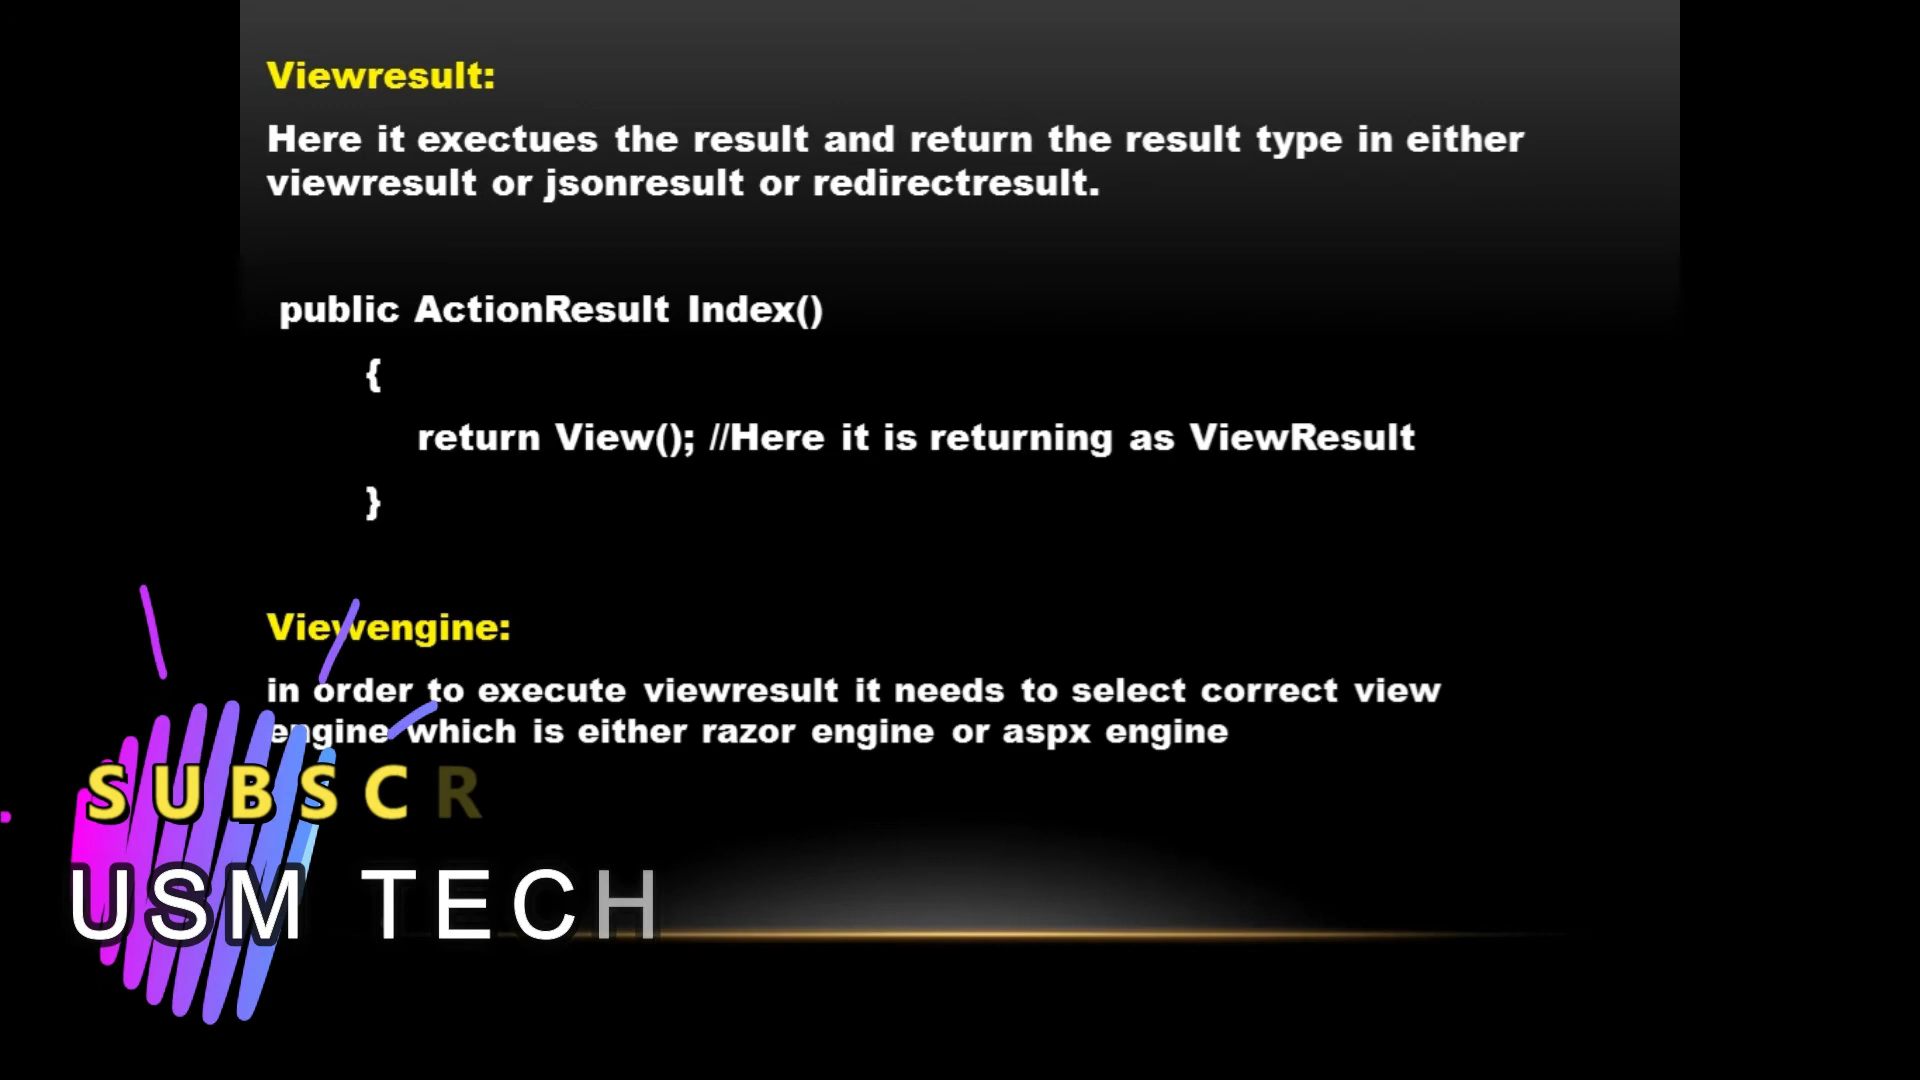 Viewresult:
Here it exectues the result and return the result type in either
viewresult or jsonresult or redirectresult.
public ActionResult Index()
{
return View(); //Here it is returning as ViewResult
}
Viewengine:
in order to execute viewresult it needs to select correct view
engine which is either razor engine or aspx engine
SUBSCR
USM TECH